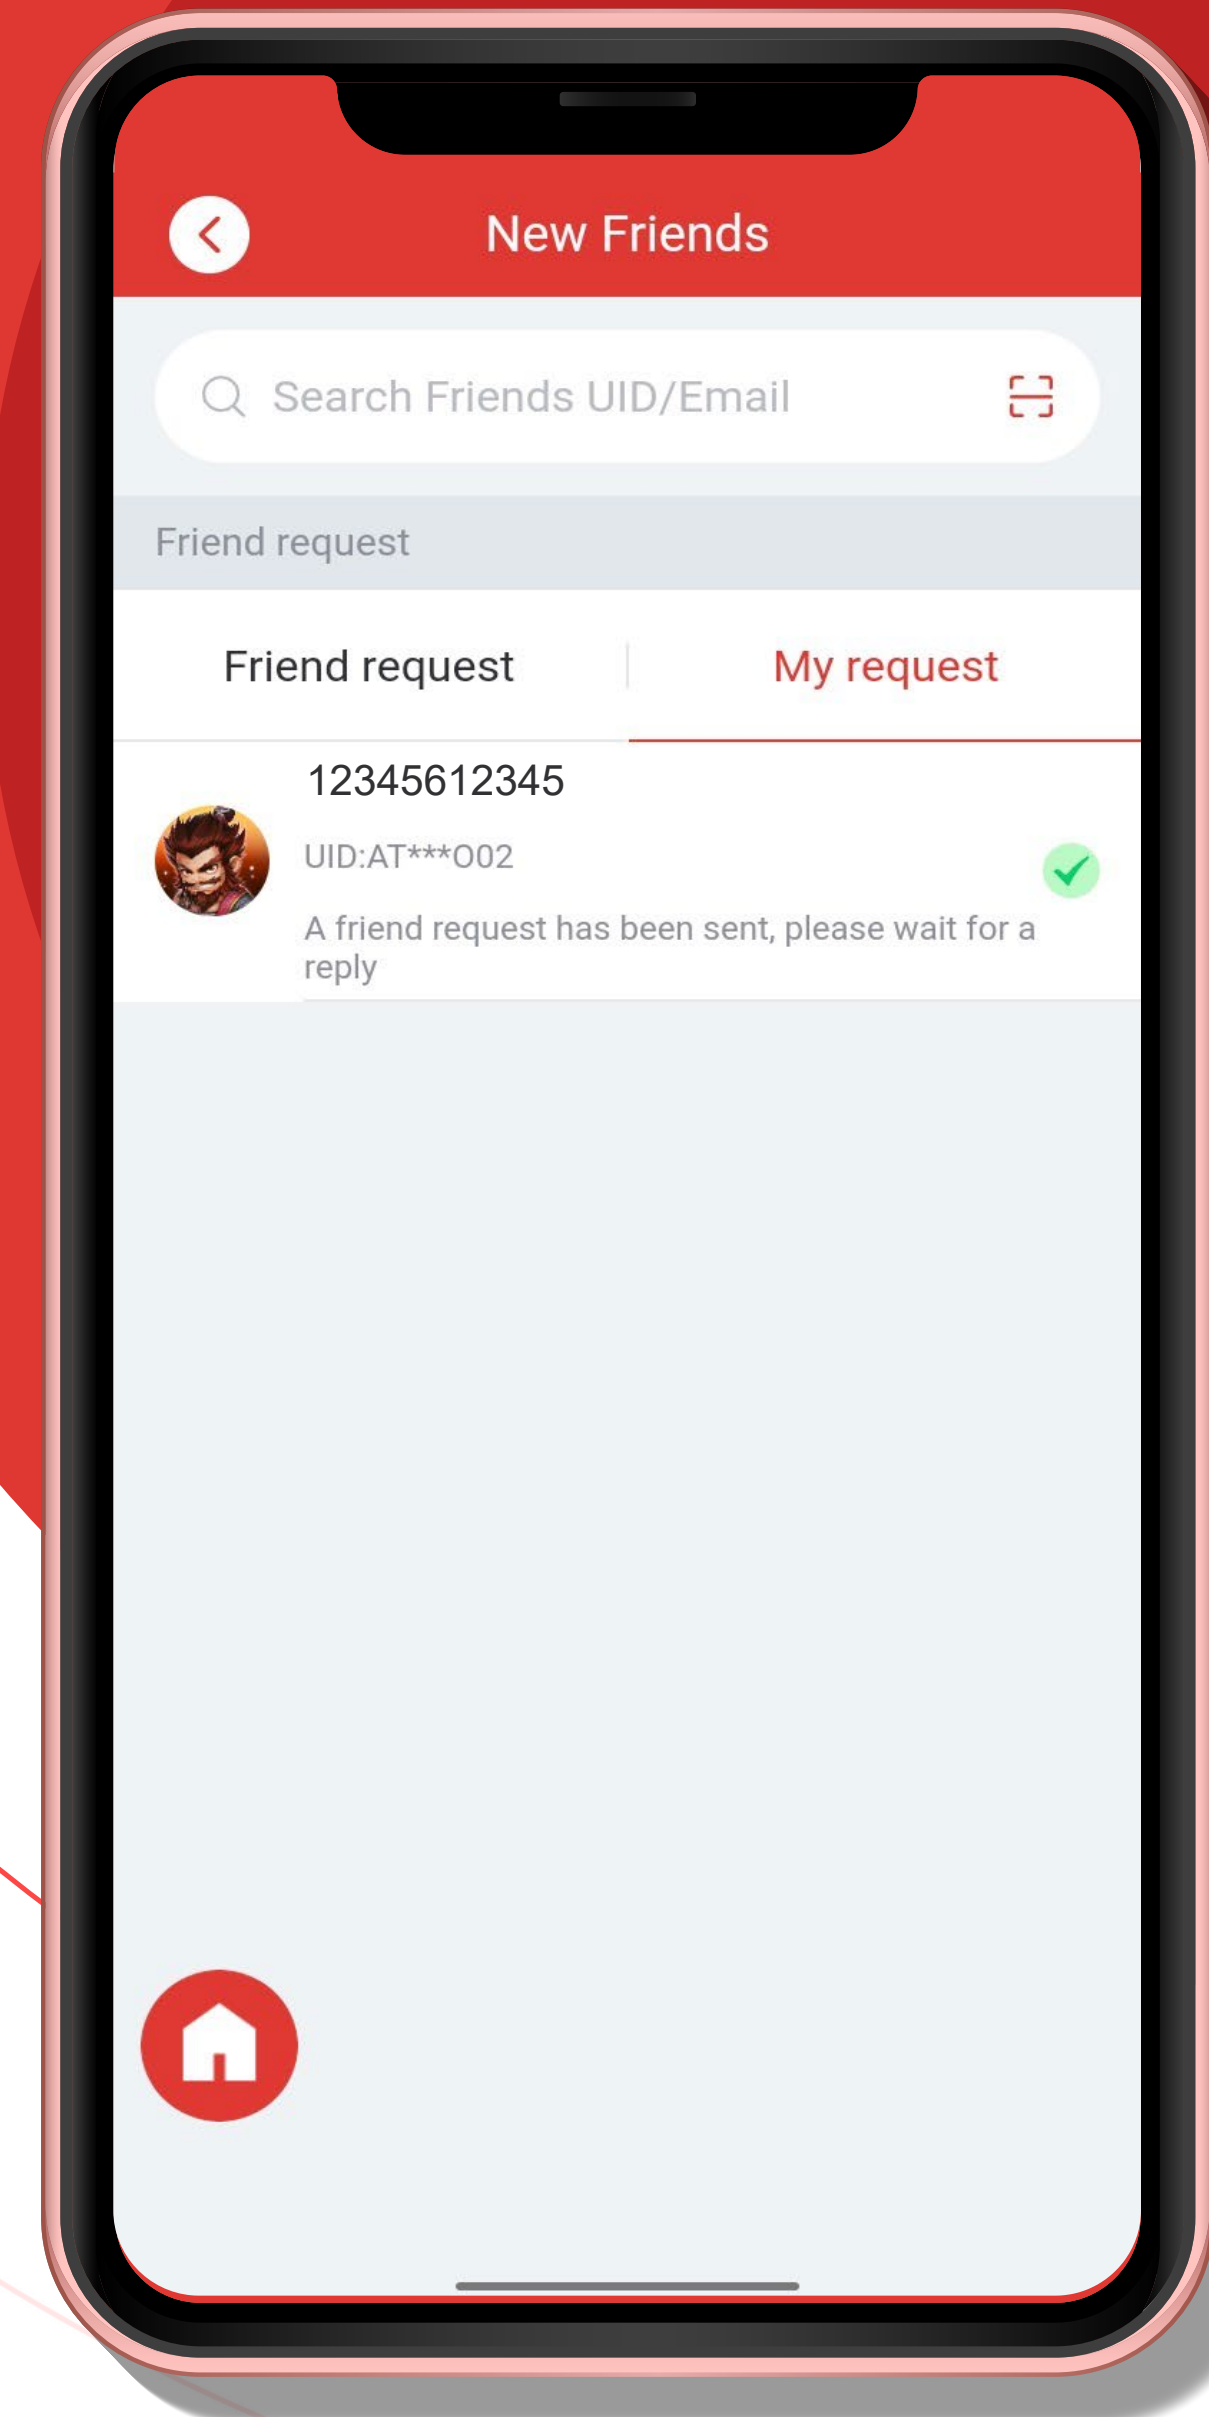 New Friends
Search Friends UID/Email
Friend request
Friend request
My request
12345612345
UID:AT***O02
A friend request has been sent, please wait for a
reply